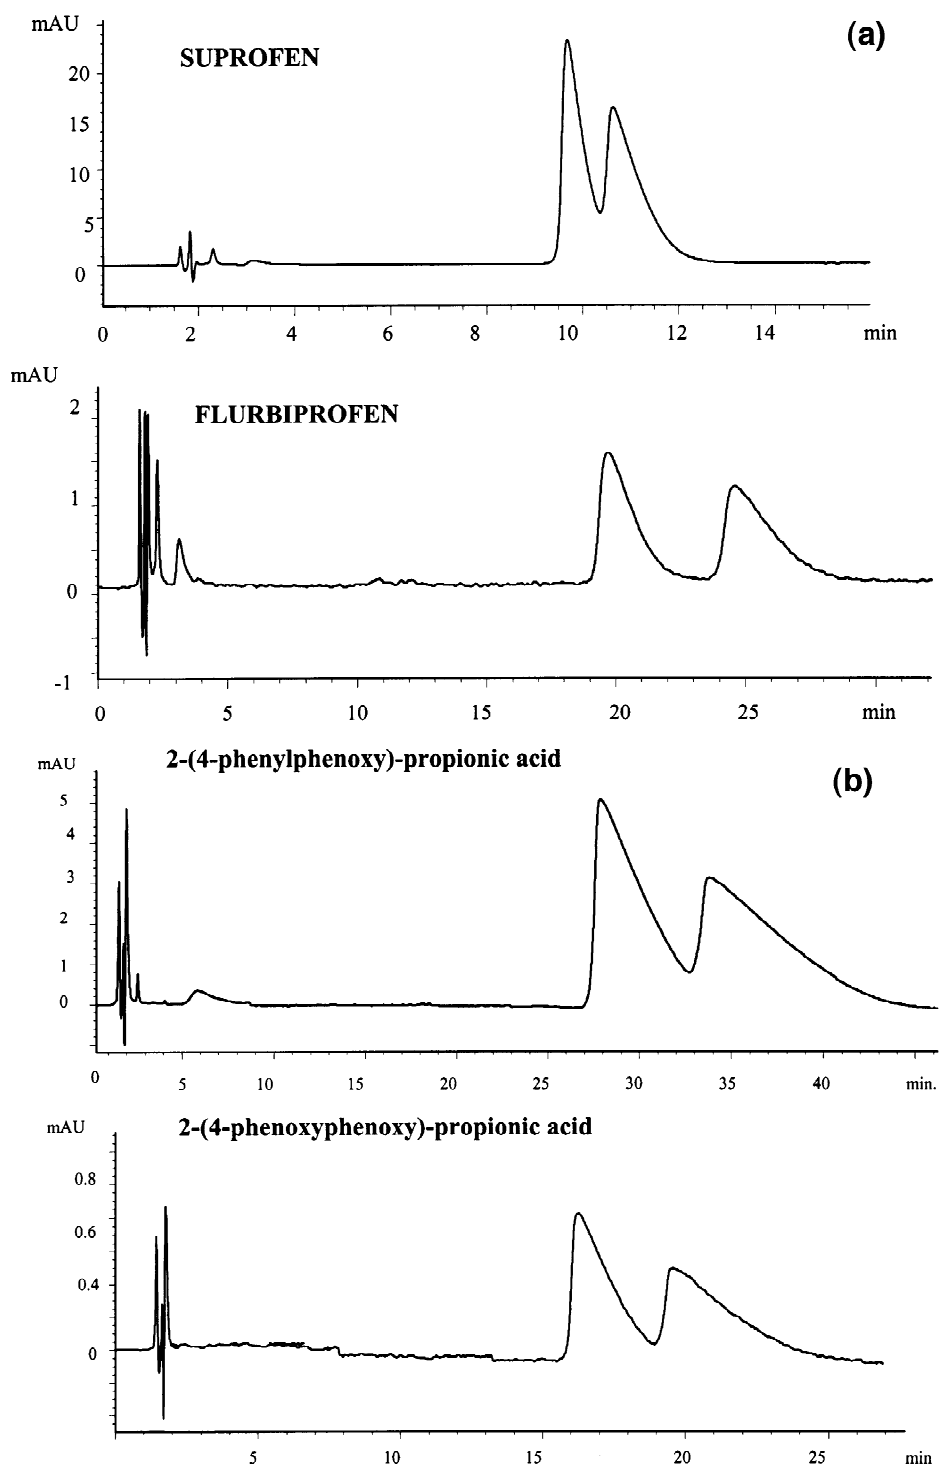 mAU
(a)
SUPROFEN
20
15
10
5
0
0 2 4 6 8 10 12 14 min
mAU
FLURBIPROFEN
2
1
0
-1
0 5 10 15 20 25 min
2-(4-phenylphenoxy)-propionic acid
mAU
(b)
5
4
3
2
1
0
0 5 10 15 20 25 30 35 40 min.
mAU
2-(4-phenoxyphenoxy)-propionic acid
0.8
0.6
0.4
0
5 10 15 20 25 min